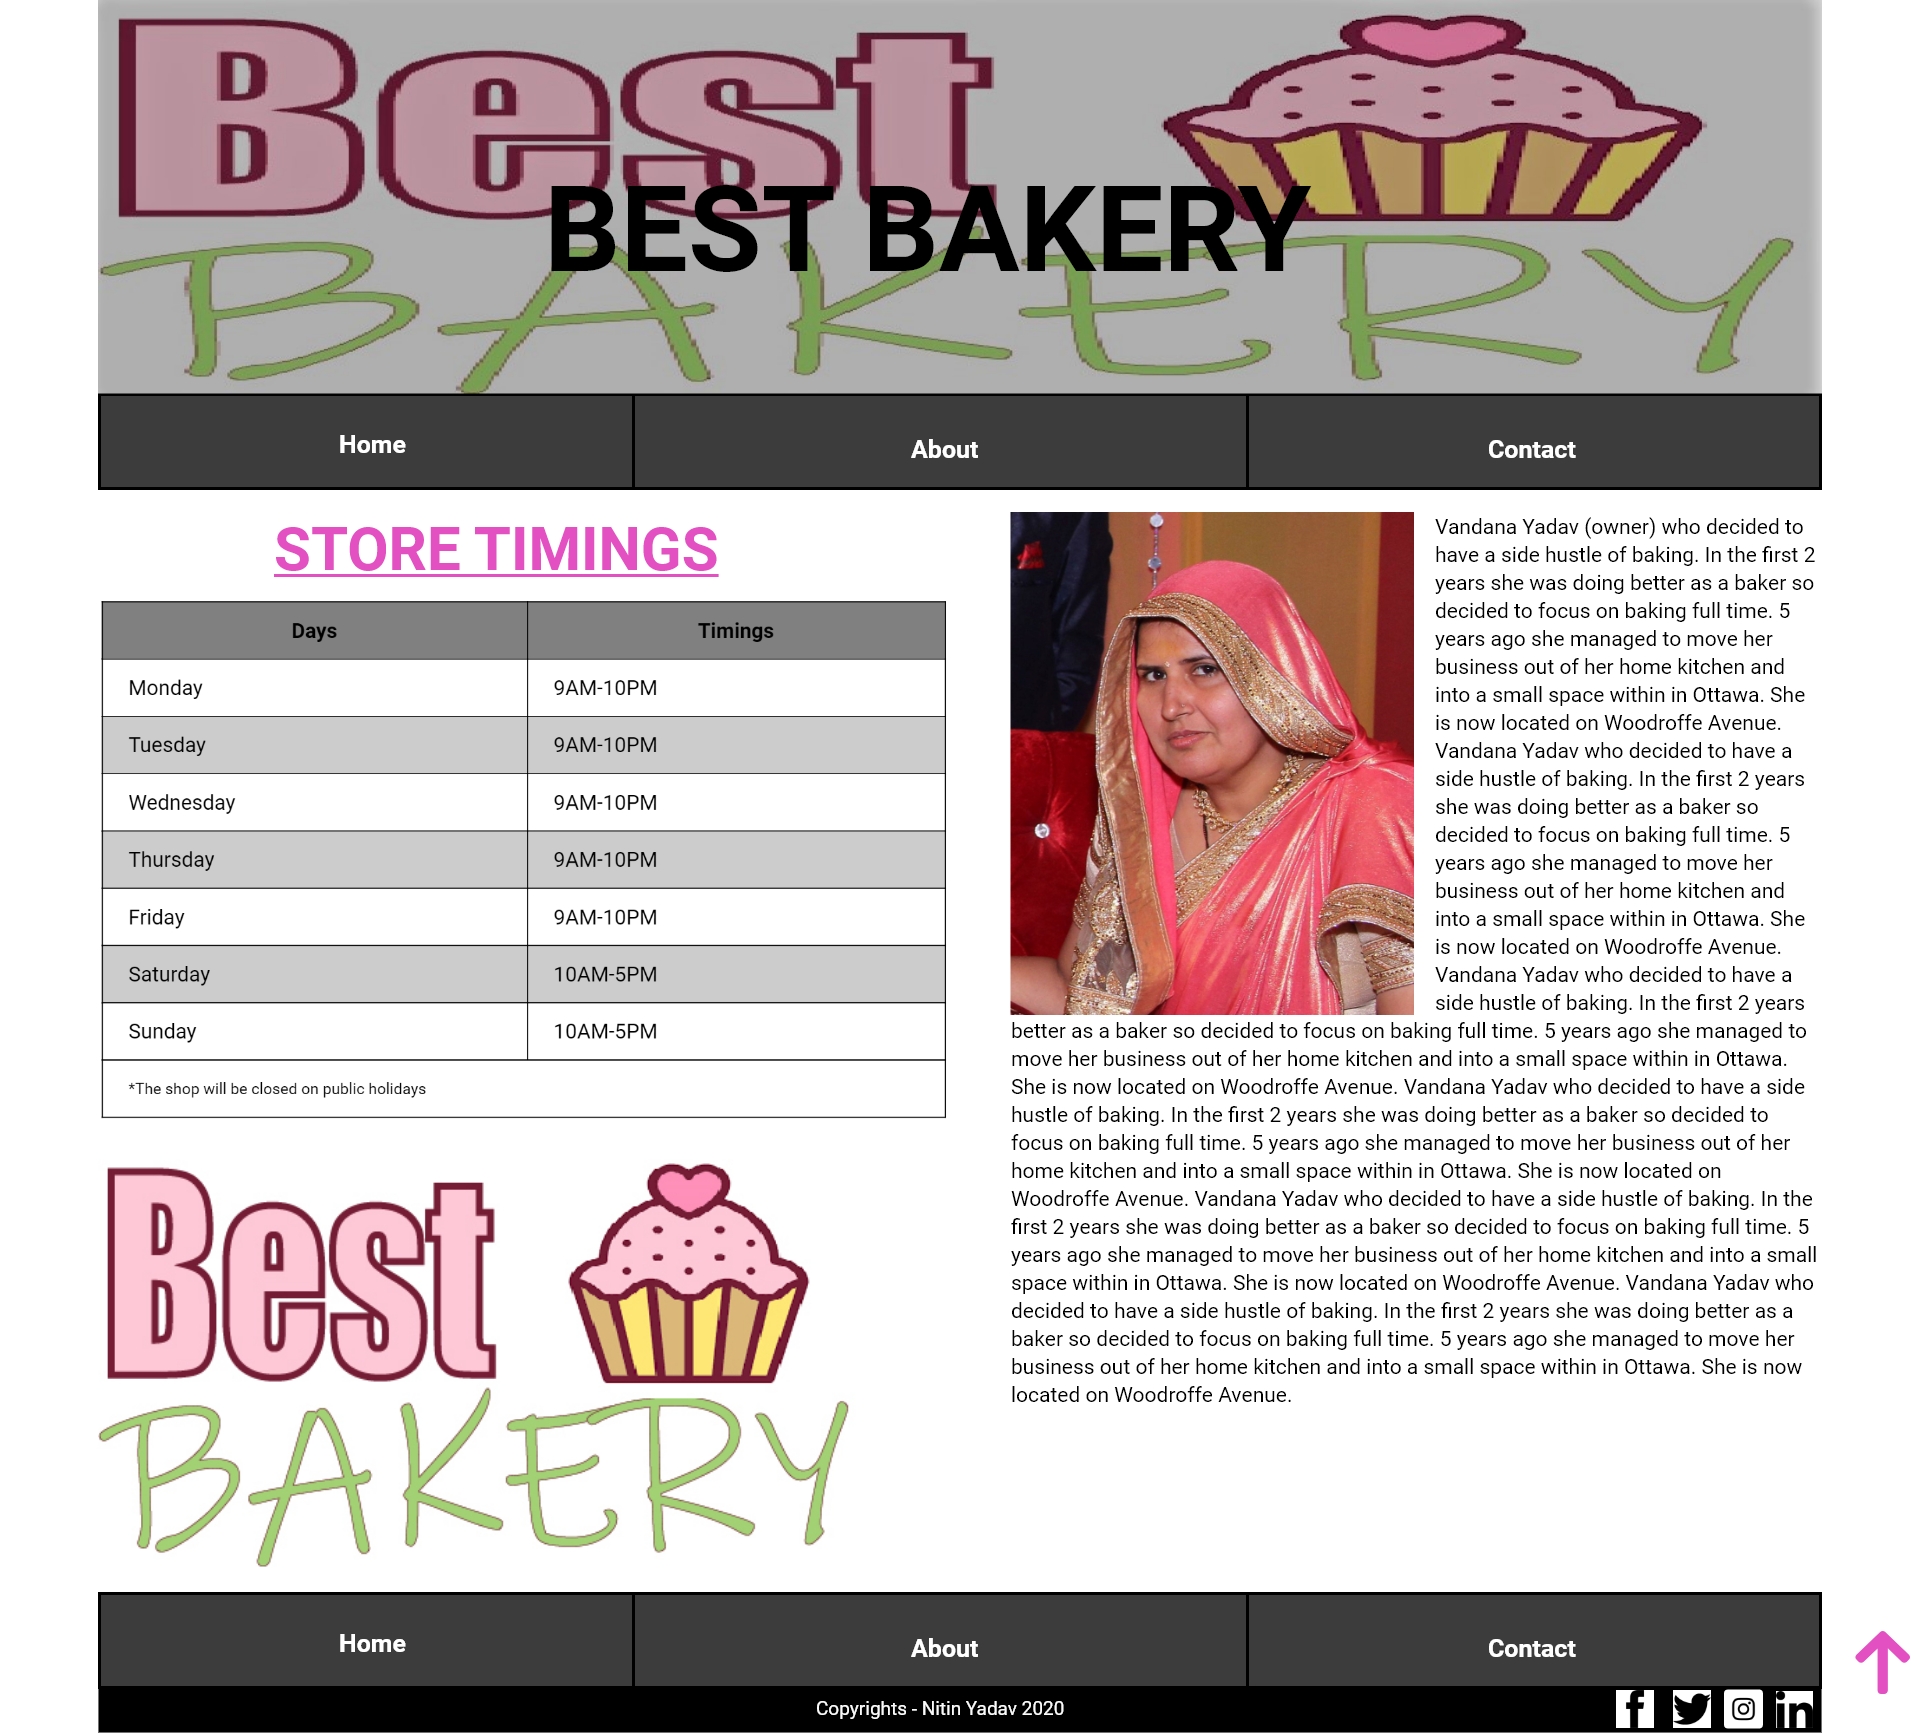 Best
BAKERY
BEST BAKERY
Home
About
Contact
STORE TIMINGS
Days Timings
Monday 9AM-10PM
Tuesday 9AM-10PM
Wednesday 9AM-10PM
Thursday 9AM-10PM
Friday 9AM-10PM
Saturday 10AM-5PM
Sunday 10AM-5PM
*The shop will be closed on public holidays
Best
BAKERY
Vandana Yadav (owner) who decided to
have a side hustle of baking. In the first 2
years she was doing better as a baker so
decided to focus on baking full time. 5
years ago she managed to move her
business out of her home kitchen and
into a small space within in Ottawa. She
is now located on Woodroffe Avenue.
Vandana Yadav who decided to have a
side hustle of baking. In the first 2 years
she was doing better as a baker so
decided to focus on baking full time. 5
years ago she managed to move her
business out of her home kitchen and
into a small space within in Ottawa. She
is now located on Woodroffe Avenue.
Vandana Yadav who decided to have a
side hustle of baking. In the first 2 years
better as a baker so decided to focus on baking full time. 5 years ago she managed to
move her business out of her home kitchen and into a small space within in Ottawa.
She is now located on Woodroffe Avenue. Vandana Yadav who decided to have a side
hustle of baking. In the first 2 years she was doing better as a baker so decided to
focus on baking full time. 5 years ago she managed to move her business out of her
home kitchen and into a small space within in Ottawa. She is now located on
Woodroffe Avenue. Vandana Yadav who decided to have a side hustle of baking. In the
first 2 years she was doing better as a baker so decided to focus on baking full time. 5
years ago she managed to move her business out of her home kitchen and into a small
space within in Ottawa. She is now located on Woodroffe Avenue. Vandana Yadav who
decided to have a side hustle of baking. In the first 2 years she was doing better as a
baker so decided to focus on baking full time. 5 years ago she managed to move her
business out of her home kitchen and into a small space within in Ottawa. She is now
located on Woodroffe Avenue.
Home
About
Contact
Copyrights - Nitin Yadav 2020